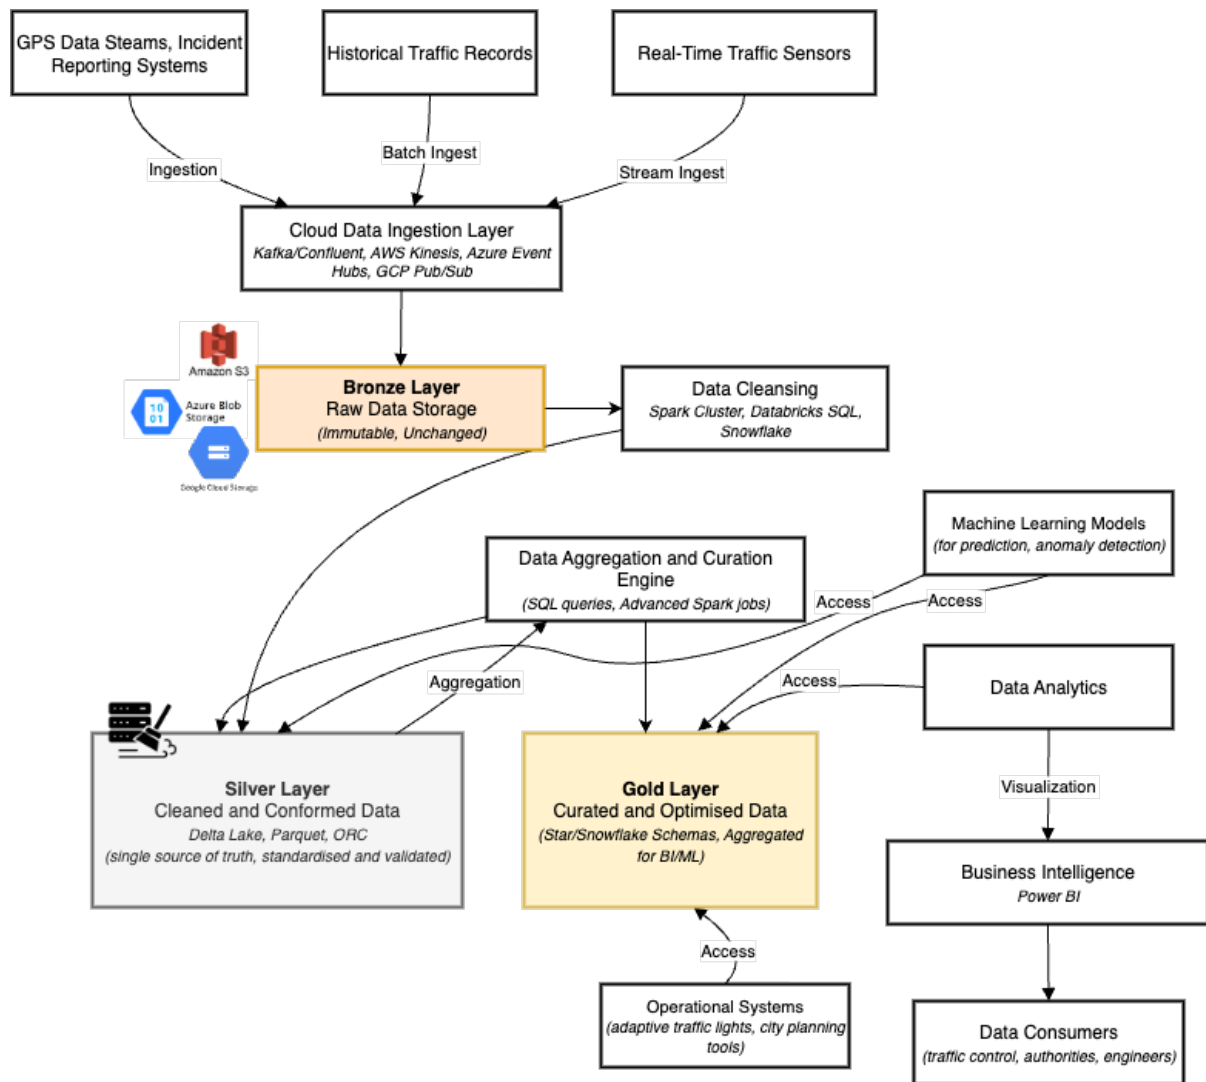 GPS Data Steams, Incident
Reporting Systems
Historical Traffic Records
Real-Time Traffic Sensors
Ingestion
Batch Ingest
Stream Ingest
Cloud Data Ingestion Layer
Kafka/Confluent, AWS Kinesis, Azure Event
Hubs, GCP Pub/Sub
Amazon S3
10
01
Azure Blob
Storage
Google Cloud Storage
Bronze Layer
Raw Data Storage
(Immutable, Unchanged)
Data Cleansing
Spark Cluster, Databricks SQL,
Snowflake
Machine Learning Models
(for prediction, anomaly detection)
Data Aggregation and Curation
Engine
(SQL queries, Advanced Spark jobs)
Access
Access
Aggregation
Access
Data Analytics
Silver Layer
Cleaned and Conformed Data
Delta Lake, Parquet, ORC
(single source of truth, standardised and validated)
Gold Layer
Curated and Optimised Data
(Star/Snowflake Schemas, Aggregated
for BI/ML)
Visualization
Business Intelligence
Power BI
Access
Operational Systems
(adaptive traffic lights, city planning
tools)
Data Consumers
(traffic control, authorities, engineers)